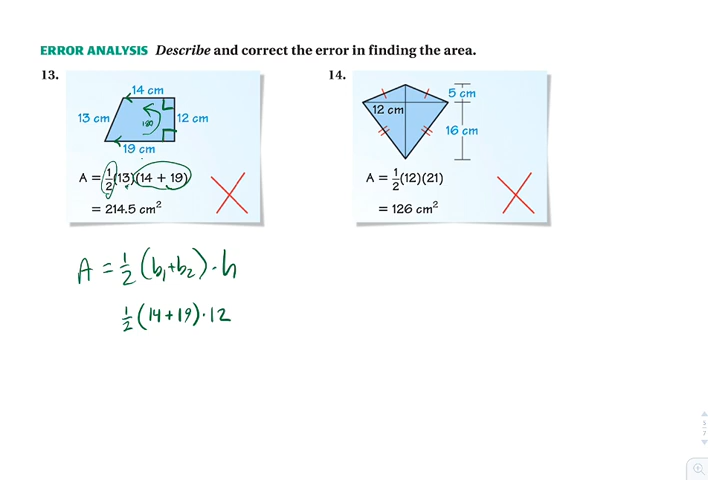 ERROR ANALYSIS Describe and correct the error in finding the area.
13.
14 cm
13 cm
180
12 cm
19 cm
A = 1/2(13)(14 + 19)
= 214.5 cm²
A = 1/2 (b₁+b₂) · h
1/2 (14+19) · 12
14.
5 cm
12 cm
16 cm
A = 1/2(12)(21)
= 126 cm²